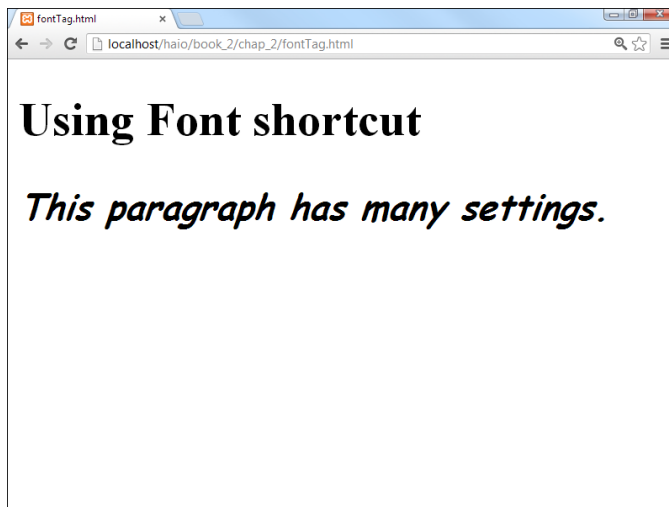 fontTag.html
localhost/haio/book_2/chap_2/fontTag.html
Using Font shortcut
This paragraph has many settings.